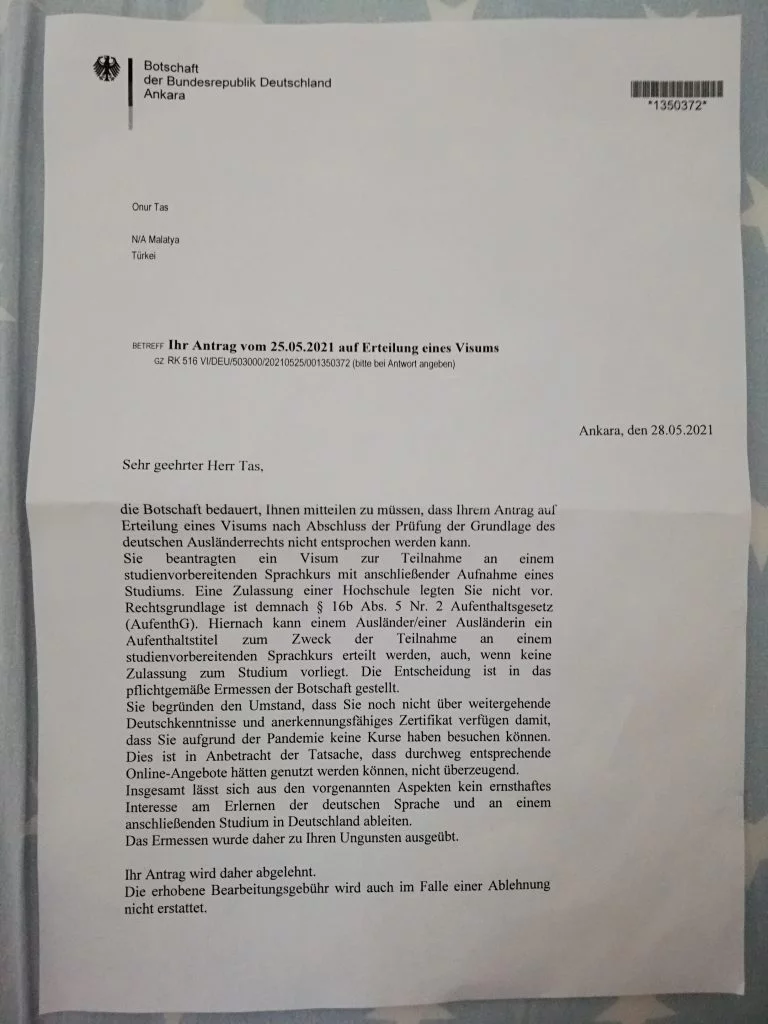 Botschaft
der Bundesrepublik Deutschland
Ankara
*1350372*
Onur Tas
N/A Malatya
Türkei
BETREFF Ihr Antrag vom 25.05.2021 auf Erteilung eines Visums
GZ RK 516 VI/DEU/503000/20210525/001350372 (bitte bei Antwort angeben)
Ankara, den 28.05.2021
Sehr geehrter Herr Tas,
die Botschaft bedauert, Ihnen mitteilen zu müssen, dass Ihrem Antrag auf
Erteilung eines Visums nach Abschluss der Prüfung der Grundlage des
deutschen Ausländerrechts nicht entsprochen werden kann.
Sie beantragten ein Visum zur Teilnahme an einem
studienvorbereitenden Sprachkurs mit anschließender Aufnahme eines
Studiums. Eine Zulassung einer Hochschule legten Sie nicht vor.
Rechtsgrundlage ist demnach § 16b Abs. 5 Nr. 2 Aufenthaltsgesetz
(AufenthG). Hiernach kann einem Ausländer/einer Ausländerin ein
Aufenthaltstitel zum Zweck der Teilnahme an einem
studienvorbereitenden Sprachkurs erteilt werden, auch, wenn keine
Zulassung zum Studium vorliegt. Die Entscheidung ist in das
pflichtgemäße Ermessen der Botschaft gestellt.
Sie begründen den Umstand, dass Sie noch nicht über weitergehende
Deutschkenntnisse und anerkennungsfähiges Zertifikat verfügen damit,
dass Sie aufgrund der Pandemie keine Kurse haben besuchen können.
Dies ist in Anbetracht der Tatsache, dass durchweg entsprechende
Online-Angebote hätten genutzt werden können, nicht überzeugend.
Insgesamt lässt sich aus den vorgenannten Aspekten kein ernsthaftes
Interesse am Erlernen der deutschen Sprache und an einem
anschließenden Studium in Deutschland ableiten.
Das Ermessen wurde daher zu Ihren Ungunsten ausgeübt.
Ihr Antrag wird daher abgelehnt.
Die erhobene Bearbeitungsgebühr wird auch im Falle einer Ablehnung
nicht erstattet.